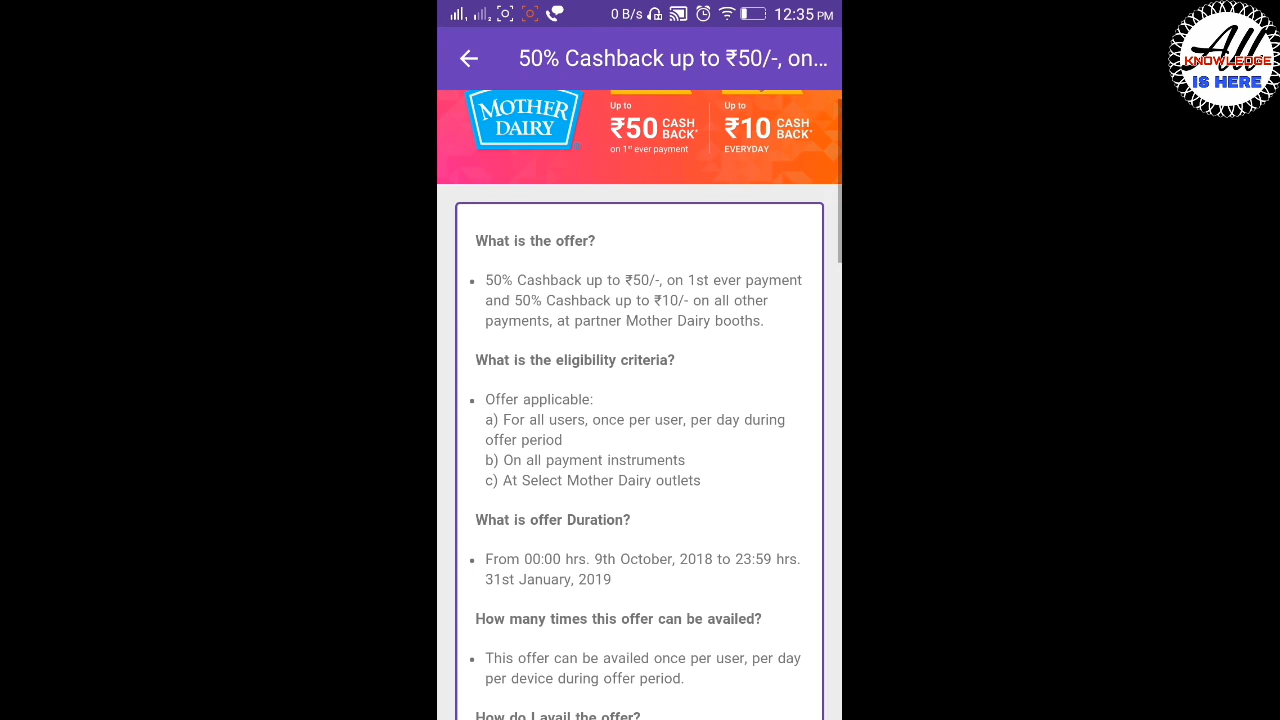 0 B/s 12:35 PM
50% Cashback up to ₹50/-, on...
MOTHER
DAIRY
Up to
₹50 CASH BACK*
on 1st ever payment
Up to
₹10 CASH BACK*
EVERYDAY
What is the offer?
• 50% Cashback up to ₹50/-, on 1st ever payment
and 50% Cashback up to ₹10/- on all other
payments, at partner Mother Dairy booths.
What is the eligibility criteria?
• Offer applicable:
a) For all users, once per user, per day during
offer period
b) On all payment instruments
c) At Select Mother Dairy outlets
What is offer Duration?
• From 00:00 hrs. 9th October, 2018 to 23:59 hrs.
31st January, 2019
How many times this offer can be availed?
• This offer can be availed once per user, per day
per device during offer period.
How do I avail the offer?
All
KNOWLEDGE
IS HERE